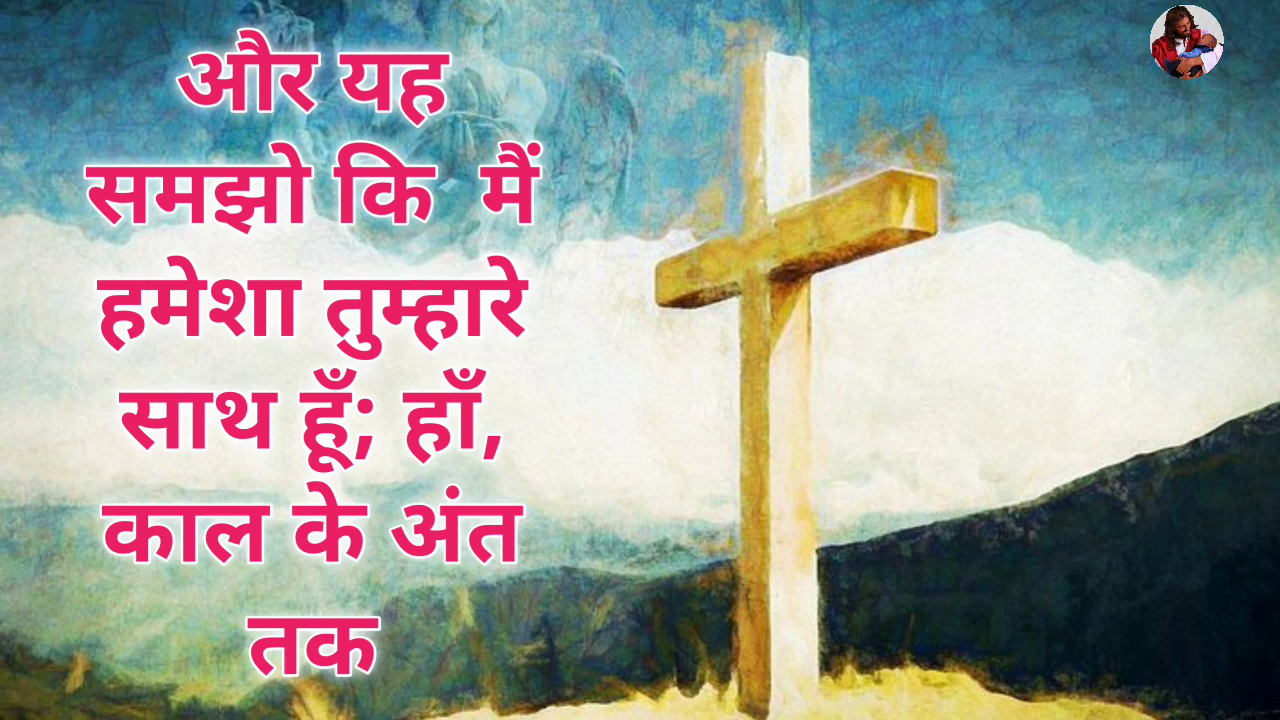 और यह
समझो कि मैं
हमेशा तुम्हारे
साथ हूँ; हाँ,
काल के अंत
तक